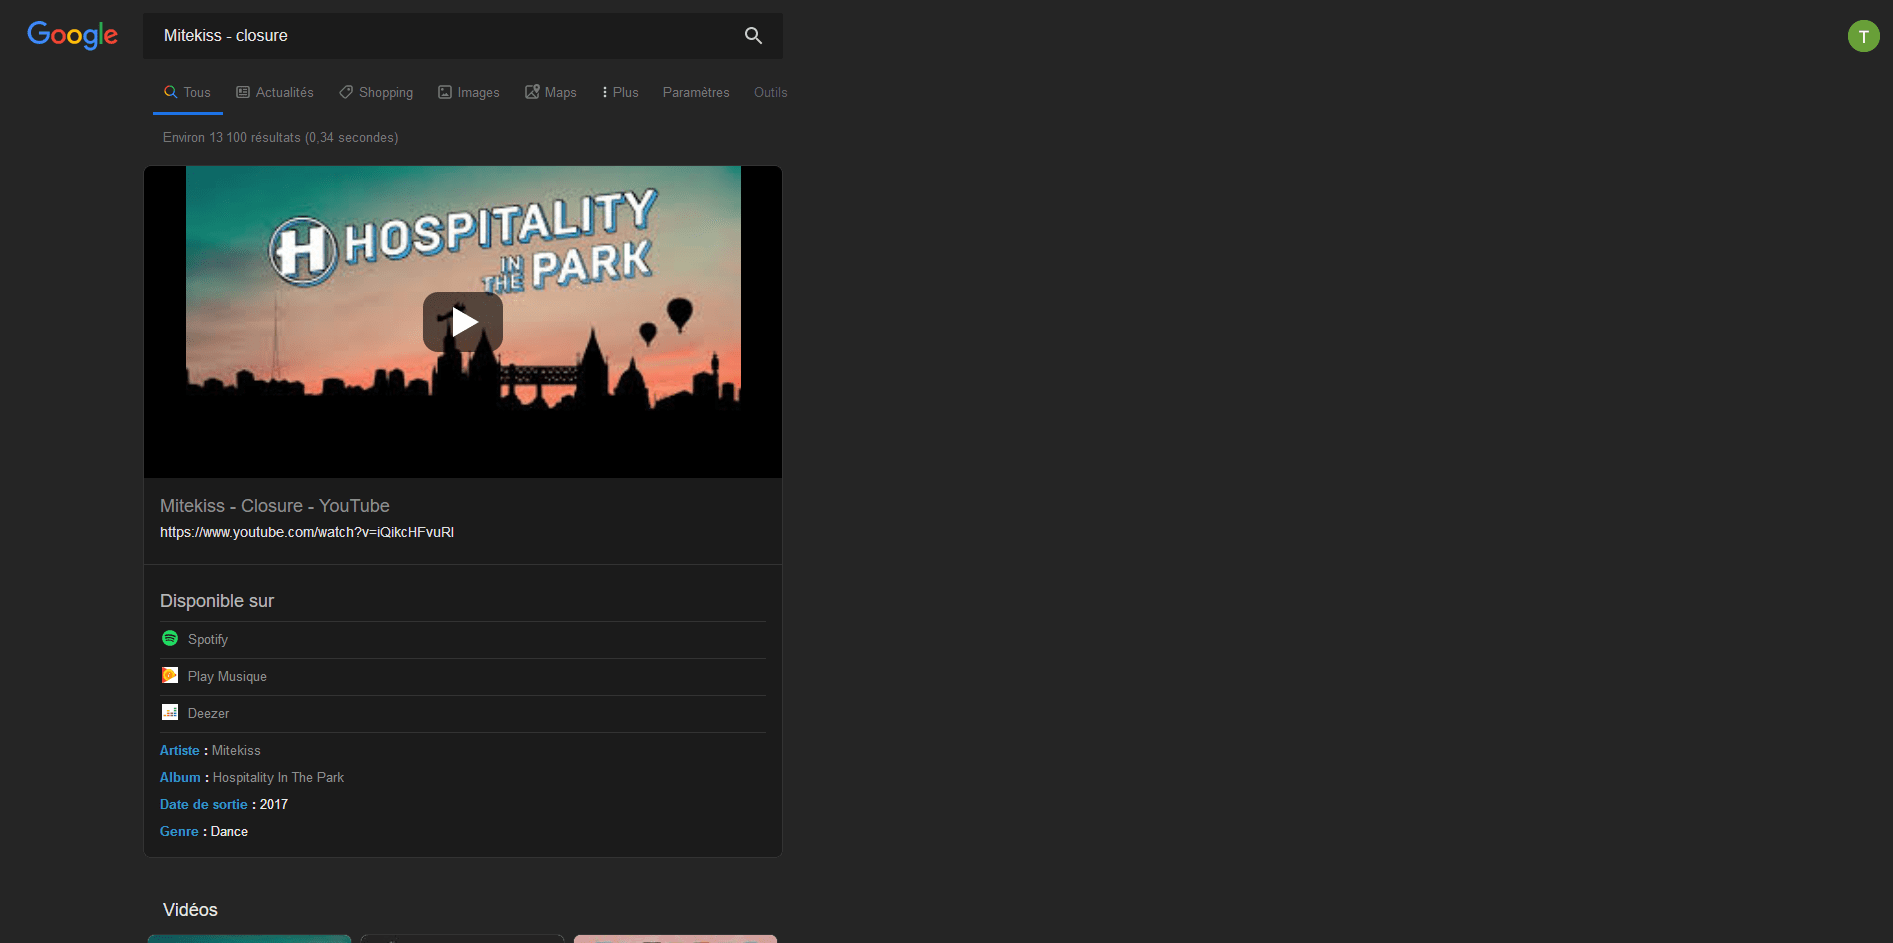 Google
Mitekiss - closure
T
Tous Actualités Shopping Images Maps Plus Paramètres Outils
Environ 13 100 résultats (0,34 secondes)
H HOSPITALITY
IN THE PARK
Mitekiss - Closure - YouTube
https://www.youtube.com/watch?v=iQikcHFvuRI
Disponible sur
Spotify
Play Musique
Deezer
Artiste : Mitekiss
Album : Hospitality In The Park
Date de sortie : 2017
Genre : Dance
Vidéos